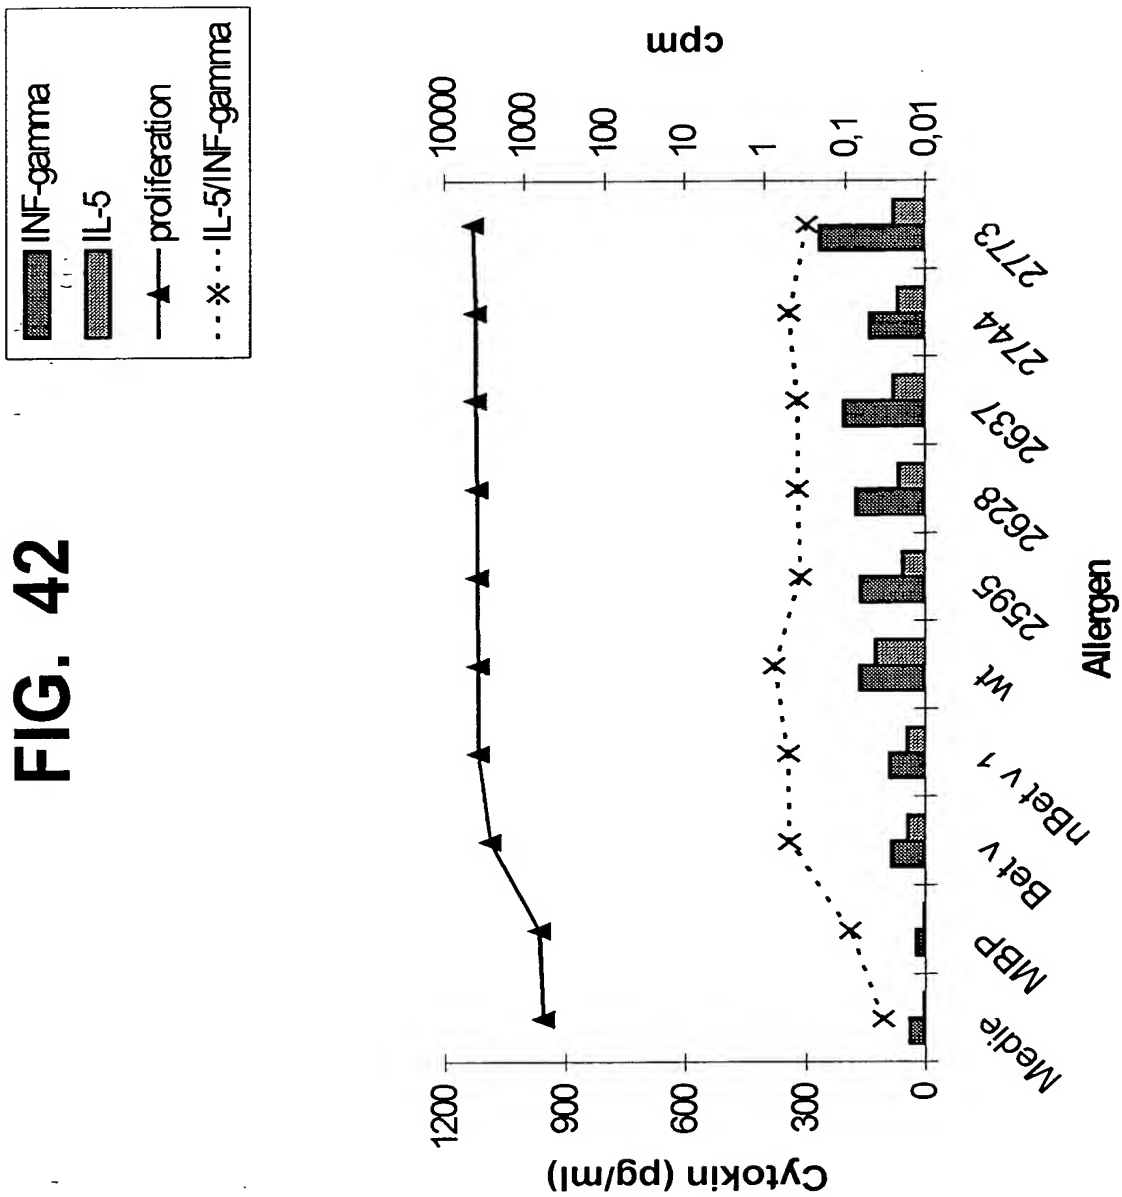 FIG. 42
INF-gamma
IL-5
proliferation
IL-5/INF-gamma
Cytokin (pg/ml)
1200
900
600
300
0
cpm
10000
1000
100
10
1
0,1
0,01
Medie
MBP
Bet v
nBet v 1
wt
2595
2628
2637
2744
2773
Allergen